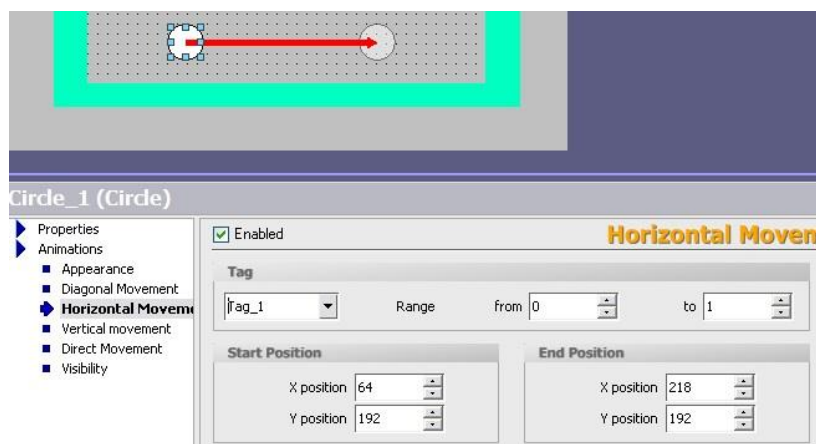 Circle_1 (Circle)
Properties
Animations
Appearance
Diagonal Movement
Horizontal Moveme
Vertical movement
Direct Movement
Visibility
Enabled
Horizontal Movem
Tag
Tag_1 Range from 0 to 1
Start Position
X position 64
Y position 192
End Position
X position 218
Y position 192